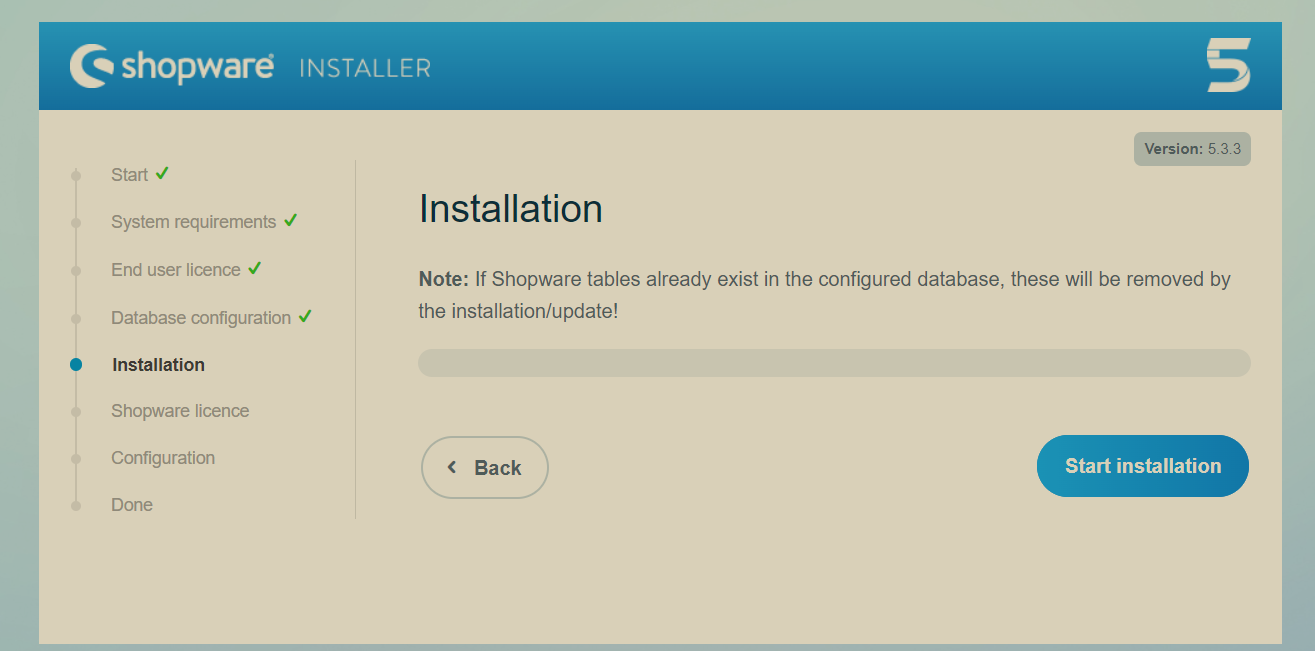 shopware INSTALLER
5
Version: 5.3.3
Start
System requirements
End user licence
Database configuration
Installation
Shopware licence
Configuration
Done
Installation
Note: If Shopware tables already exist in the configured database, these will be removed by
the installation/update!
Back
Start installation